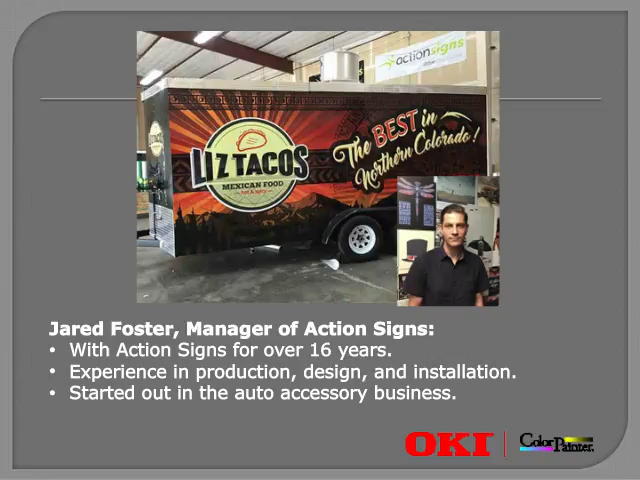 actionsigns
LIZ TACOS
MEXICAN FOOD
The BEST in
Northern Colorado!
Jared Foster, Manager of Action Signs:
• With Action Signs for over 16 years.
• Experience in production, design, and installation.
• Started out in the auto accessory business.
OKI
ColorPainter